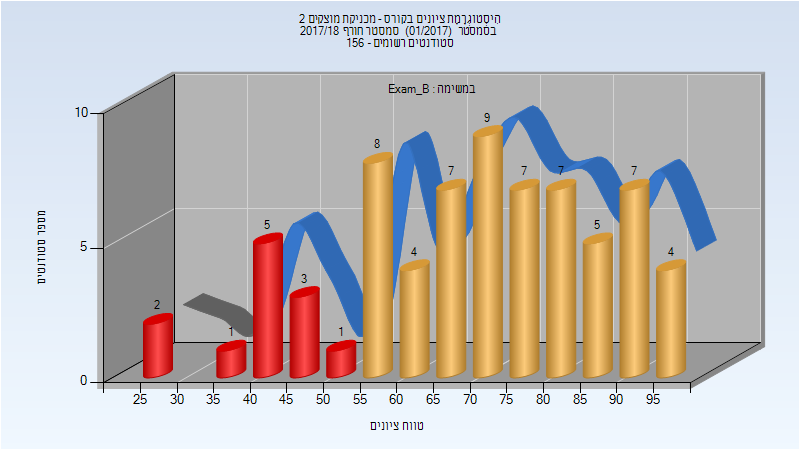 היסטוגרמת ציונים בקורס - מכניקת מוצקים 2
בסמסטר (01/2017) סמסטר חורף 2017/18
סטודנטים רשומים - 156
במשימה : Exam_B
מספר סטודנטים
10
5
0
2
1
5
3
1
8
4
7
9
7
7
5
7
4
25 30 35 40 45 50 55 60 65 70 75 80 85 90 95
טווח ציונים